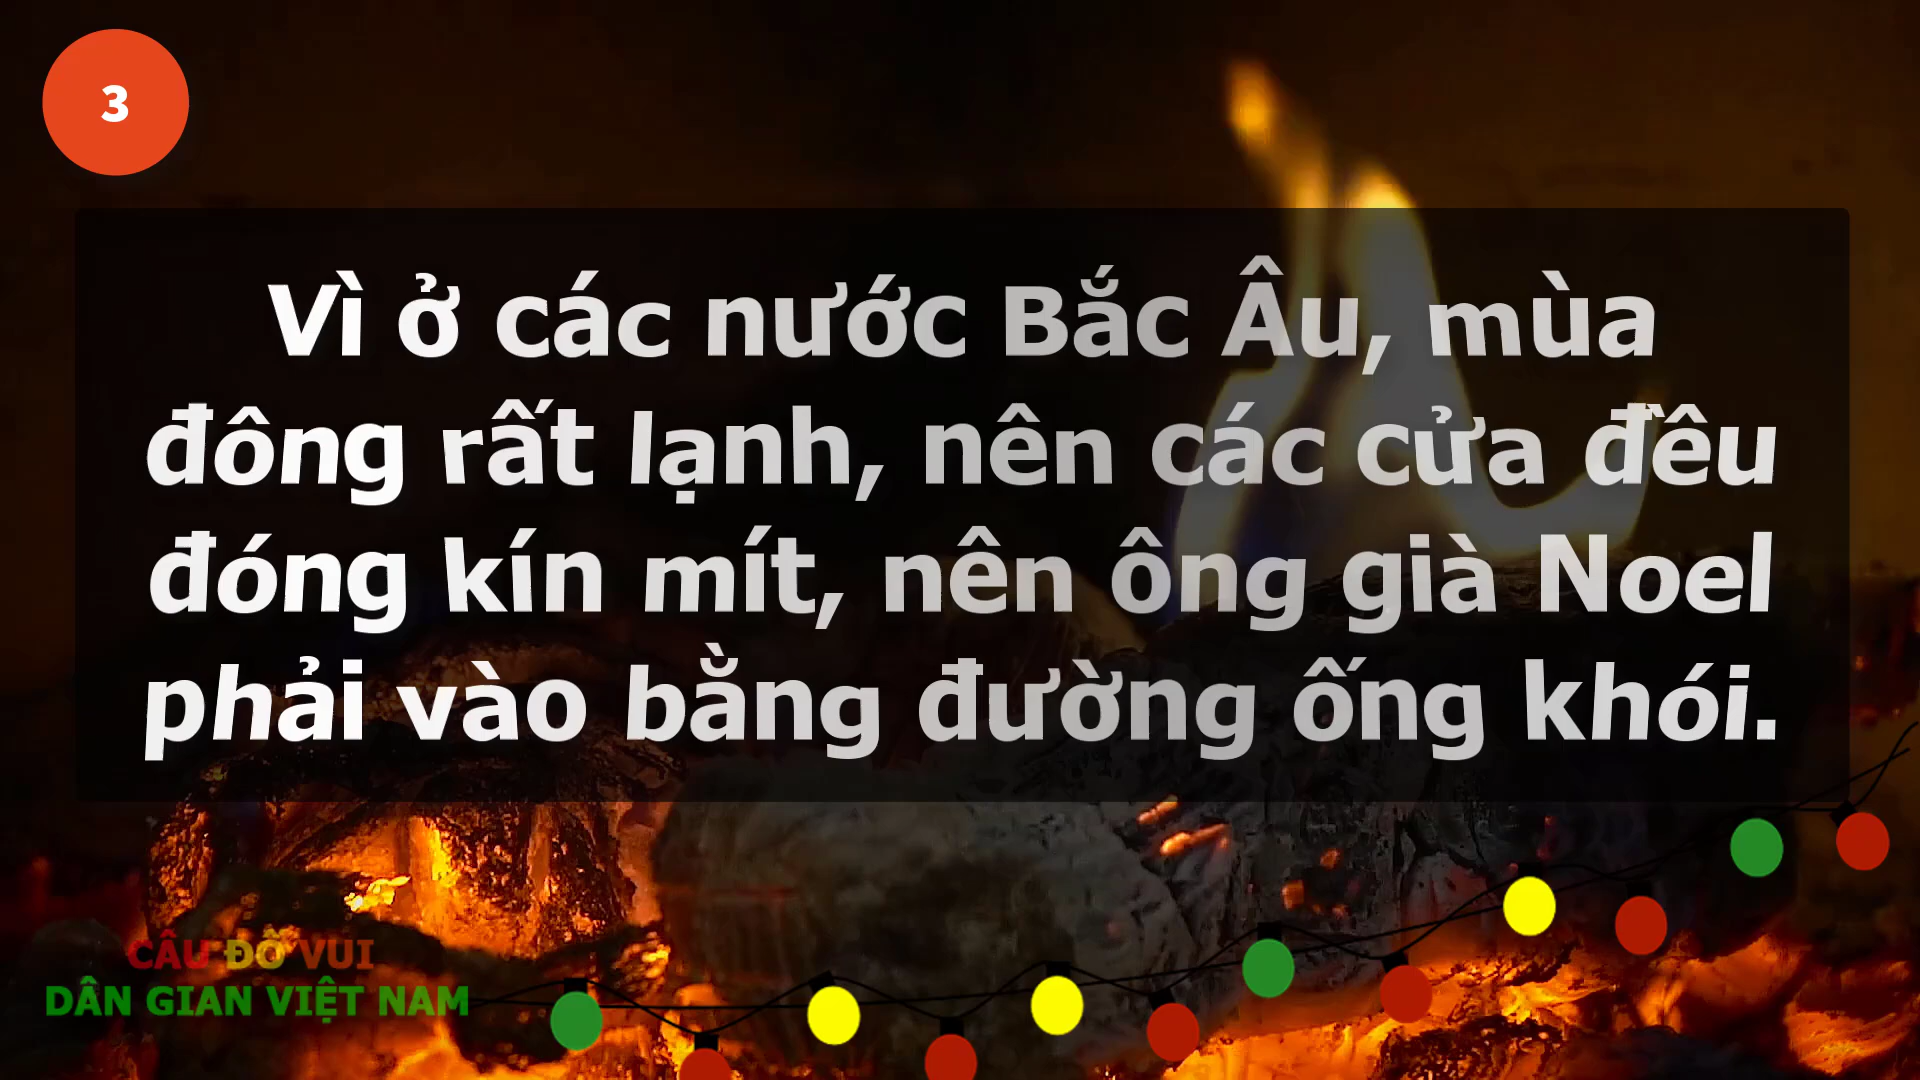 3
Vì ở các nước Bắc Âu, mùa
đông rất lạnh, nên các cửa đều
đóng kín mít, nên ông già Noel
phải vào bằng đường ống khói.
CÂU ĐỐ VUI
DÂN GIAN VIỆT NAM